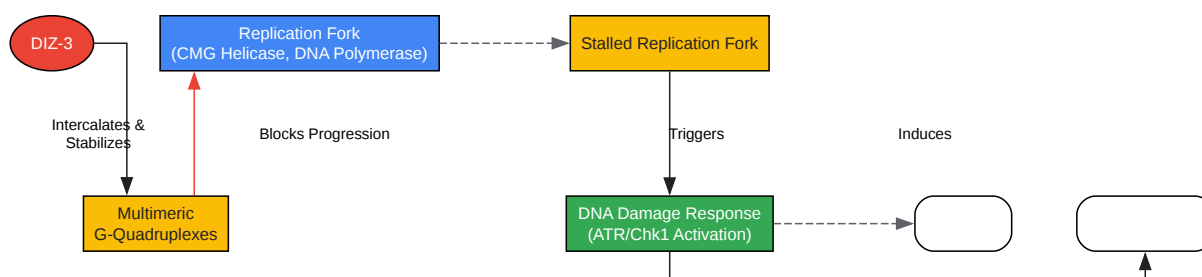 DIZ-3
Replication Fork
(CMG Helicase, DNA Polymerase)
Stalled Replication Fork
Intercalates &
Stabilizes
Blocks Progression
Triggers
Induces
Multimeric
G-Quadruplexes
DNA Damage Response
(ATR/Chk1 Activation)